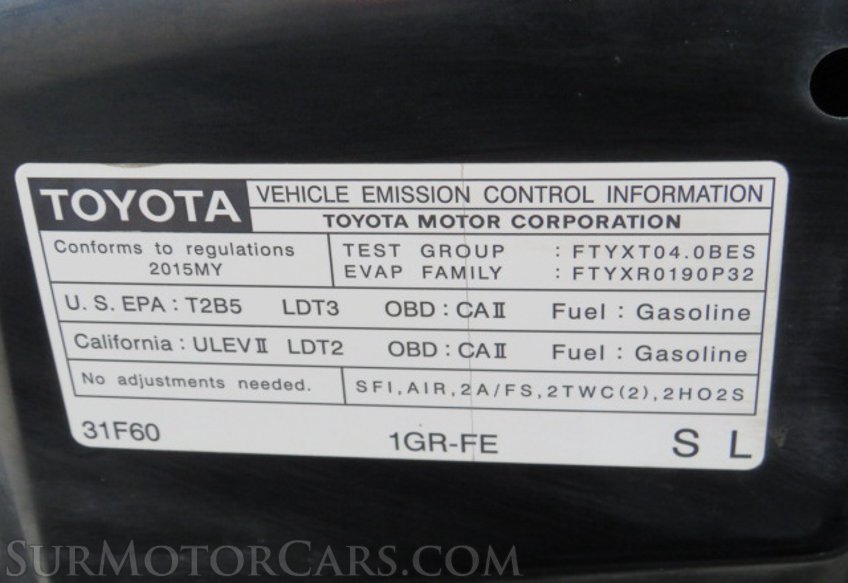 TOYOTA VEHICLE EMISSION CONTROL INFORMATION
TOYOTA MOTOR CORPORATION
Conforms to regulations
2015MY
TEST GROUP : FTYXT04.0BES
EVAP FAMILY : FTYXR0190P32
U. S. EPA : T2B5 LDT3 OBD : CAⅡ Fuel : Gasoline
California : ULEVⅡ LDT2 OBD : CAⅡ Fuel : Gasoline
No adjustments needed. SFI,AIR,2A/FS,2TWC(2),2HO2S
31F60 1GR-FE S L
SurMotorCars.com